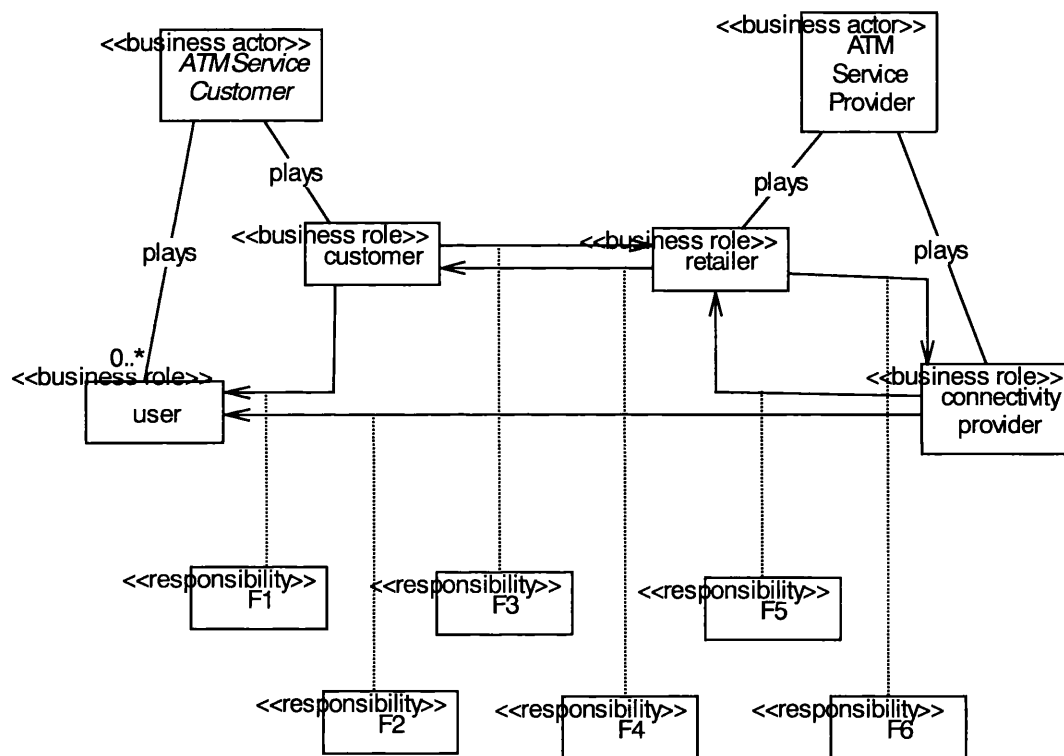 <<business actor>>
ATMService
Customer
<<business actor>>
ATM
Service
Provider
plays
plays
plays
plays
<<business role>>
customer
<<business role>>
retailer
0..*
<<business role>>
user
<<business role>>
connectivity
provider
<<responsibility>>
F1
<<responsibility>>
F3
<<responsibility>>
F5
<<responsibility>>
F2
<<responsibility>>
F4
<<responsibility>>
F6